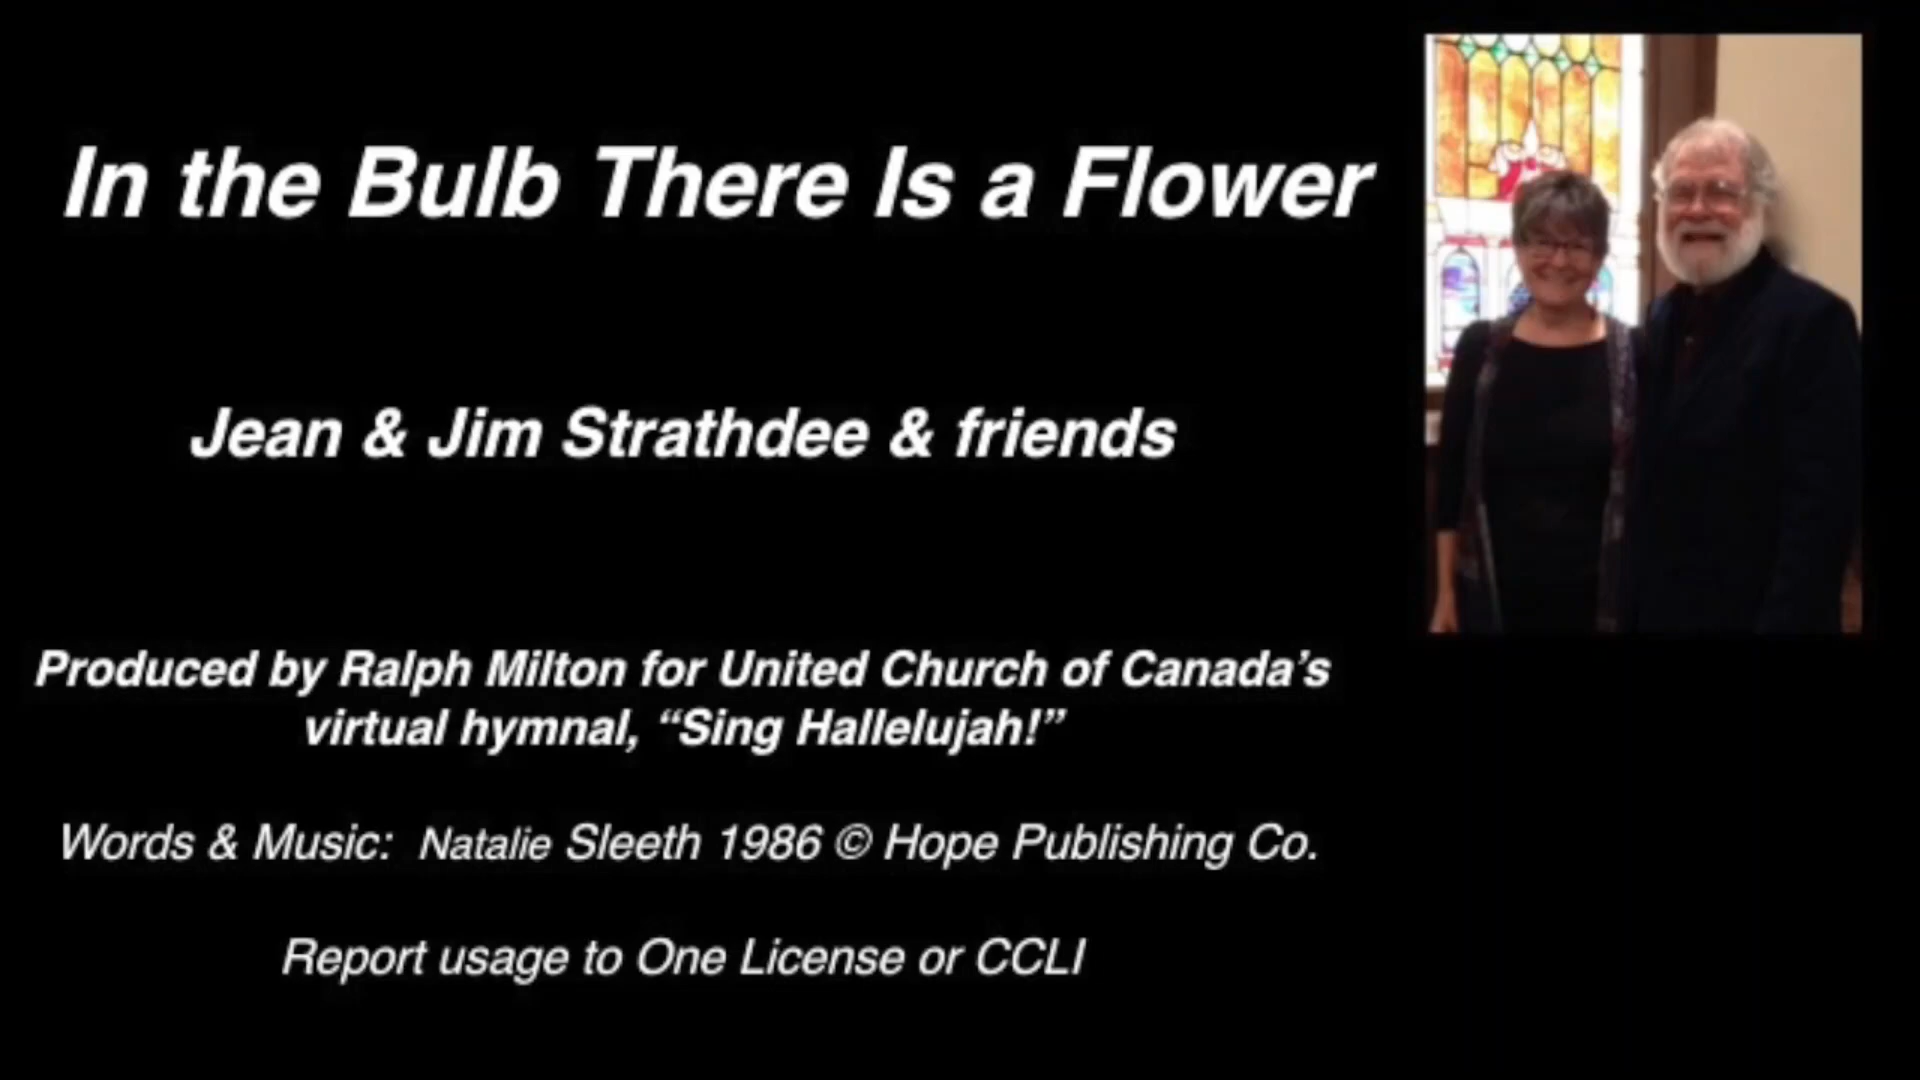 In the Bulb There Is a Flower
Jean & Jim Strathdee & friends
Produced by Ralph Milton for United Church of Canada’s
virtual hymnal, “Sing Hallelujah!”
Words & Music:  Natalie Sleeth 1986 © Hope Publishing Co.
Report usage to One License or CCLI